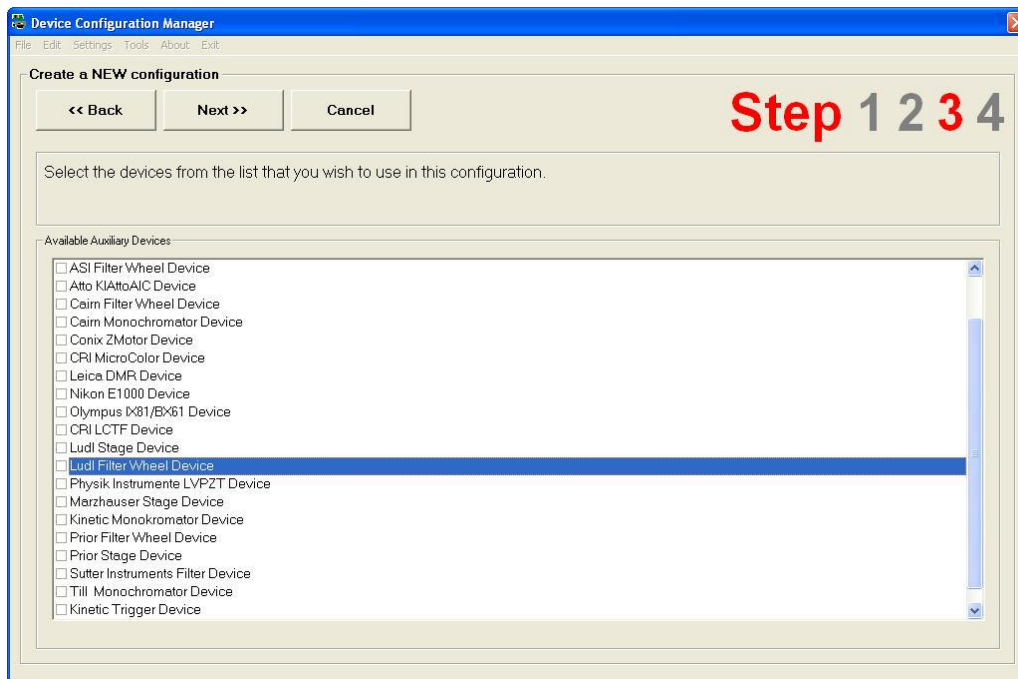 Device Configuration Manager
File Edit Settings Tools About Exit
Create a NEW configuration
<< Back Next >> Cancel
Step 1 2 3 4
Select the devices from the list that you wish to use in this configuration.
Available Auxiliary Devices
ASI Filter Wheel Device
Atto KIAttoAIC Device
Cairn Filter Wheel Device
Cairn Monochromator Device
Conix ZMotor Device
CRI MicroColor Device
Leica DMR Device
Nikon E1000 Device
Olympus IX81/BX61 Device
CRI LCTF Device
Ludl Stage Device
Ludl Filter Wheel Device
Physik Instrumente LVPZT Device
Marzhauser Stage Device
Kinetic Monokromator Device
Prior Filter Wheel Device
Prior Stage Device
Sutter Instruments Filter Device
Till Monochromator Device
Kinetic Trigger Device